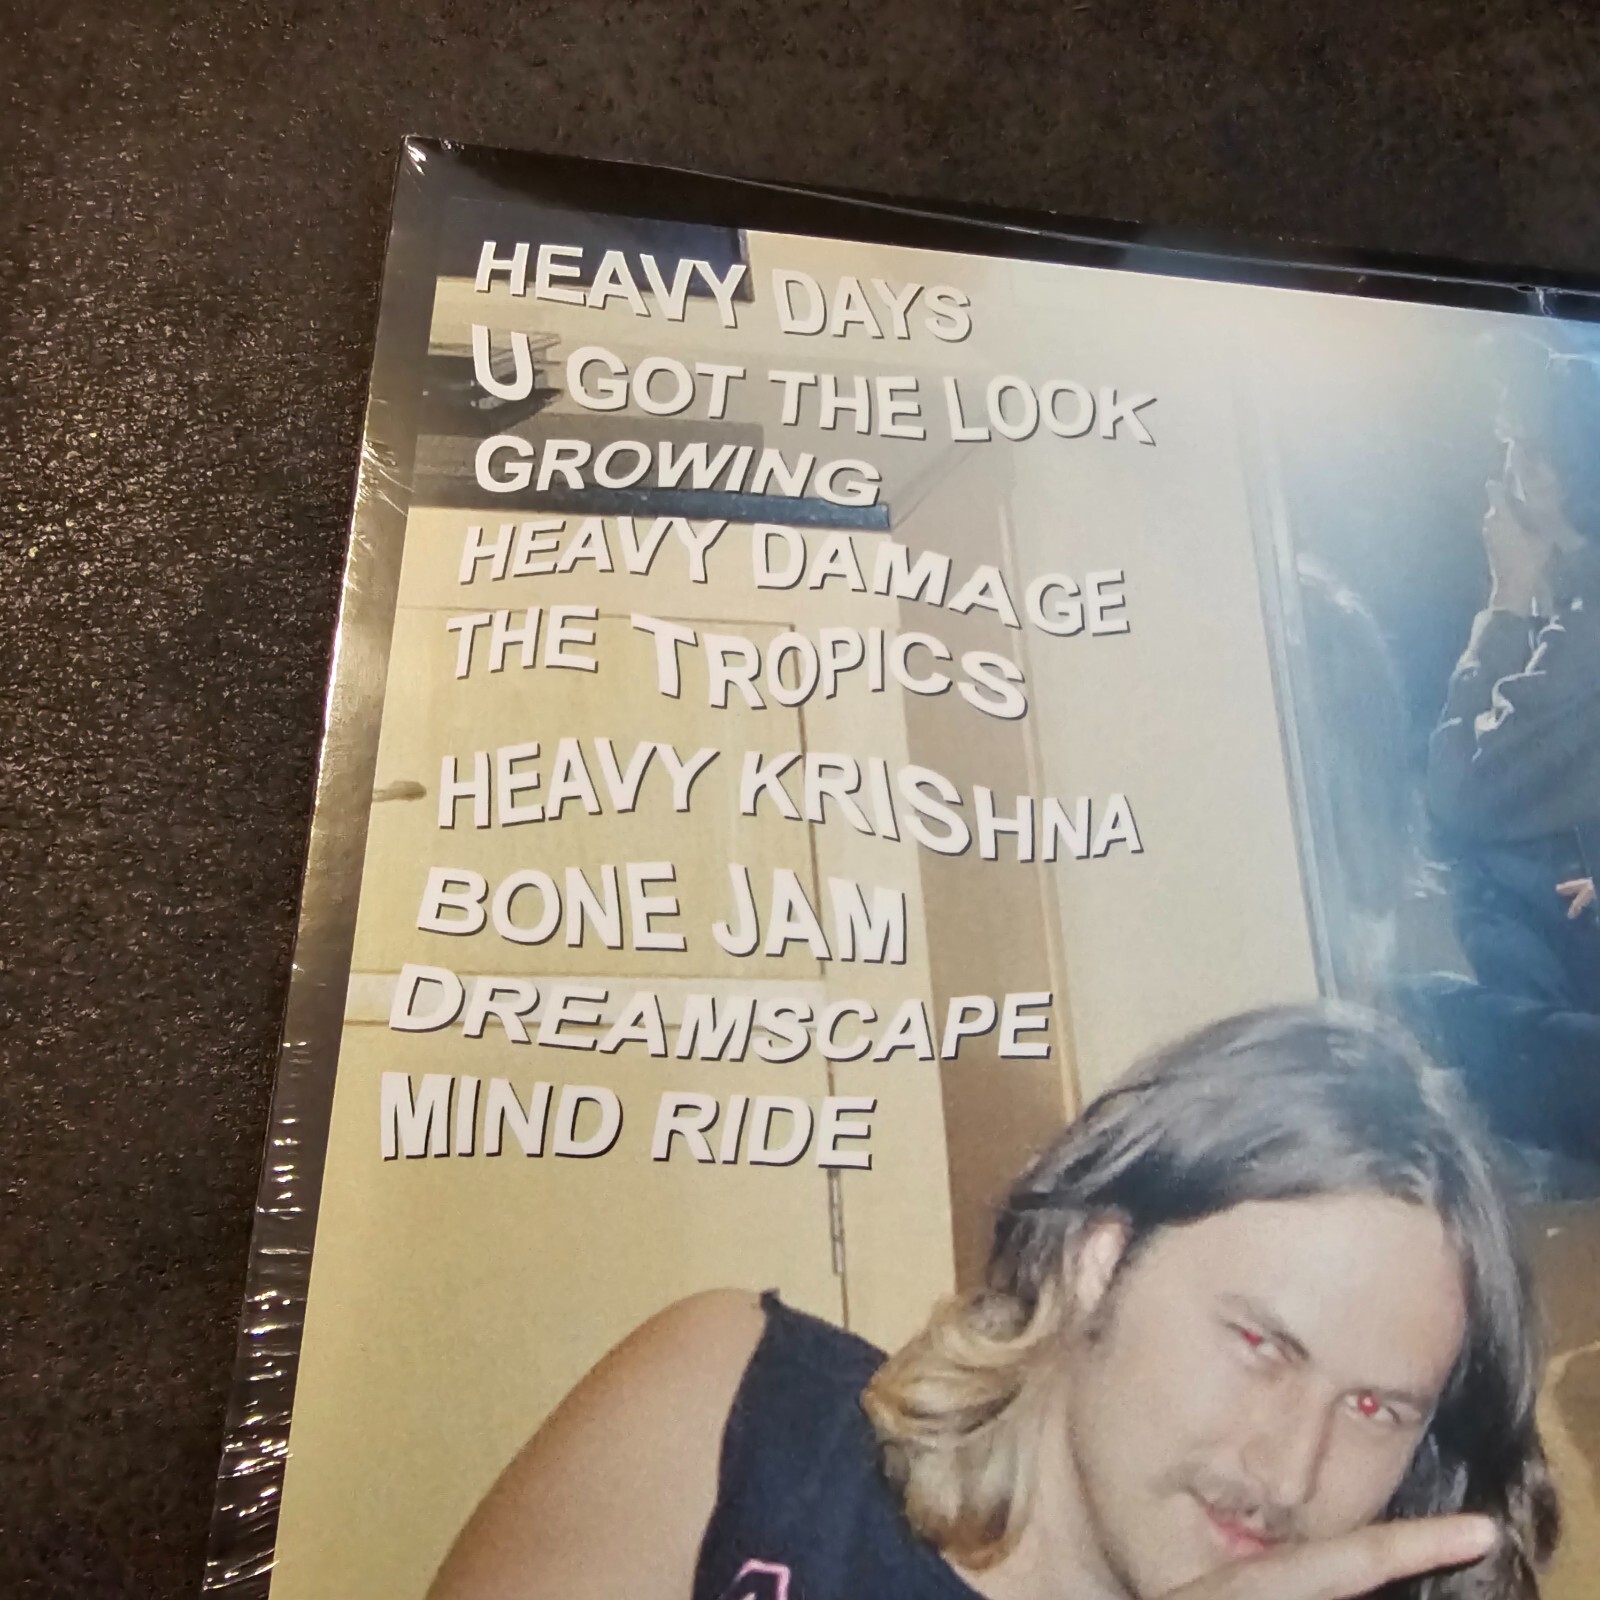 HEAVY DAYS
U GOT THE LOOK
GROWING
HEAVY DAMAGE
THE TROPICS
HEAVY KRISHNA
BONE JAM
DREAMSCAPE
MIND RIDE